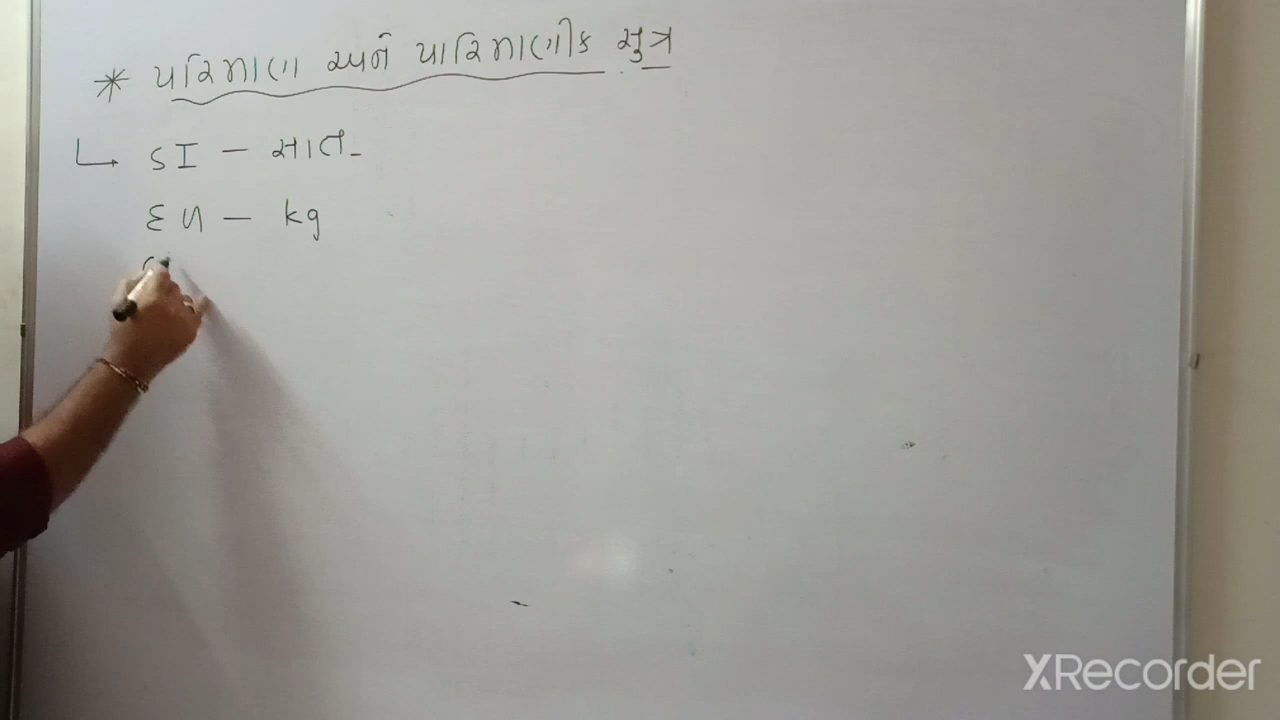 * પરિમાણ અને પારિમાણીક સુત્ર
↳ SI - સાત
દળ - kg
XRecorder